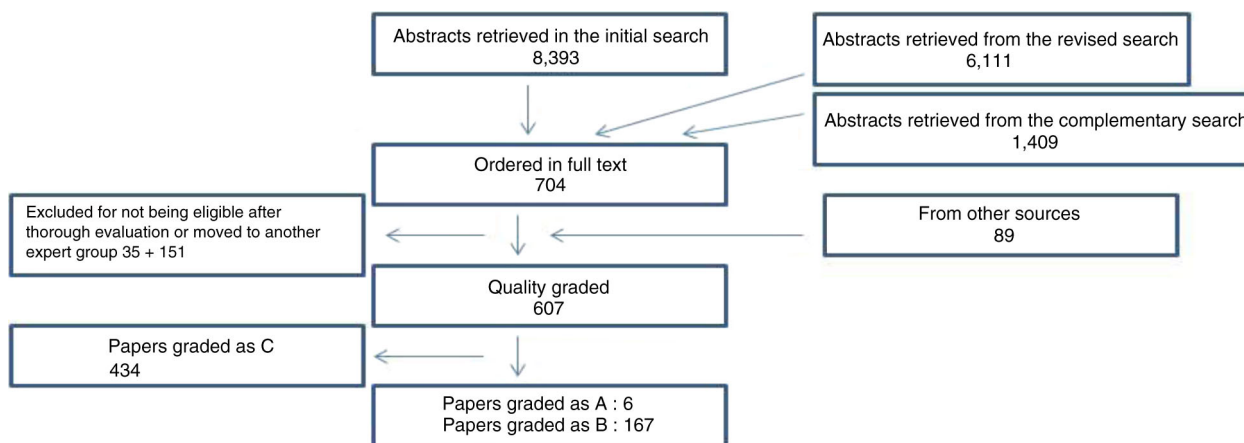 Abstracts retrieved in the initial search
8,393
Abstracts retrieved from the revised search
6,111
Abstracts retrieved from the complementary search
1,409
Ordered in full text
704
Excluded for not being eligible after
thorough evaluation or moved to another
expert group 35 + 151
From other sources
89
Quality graded
607
Papers graded as C
434
Papers graded as A : 6
Papers graded as B : 167